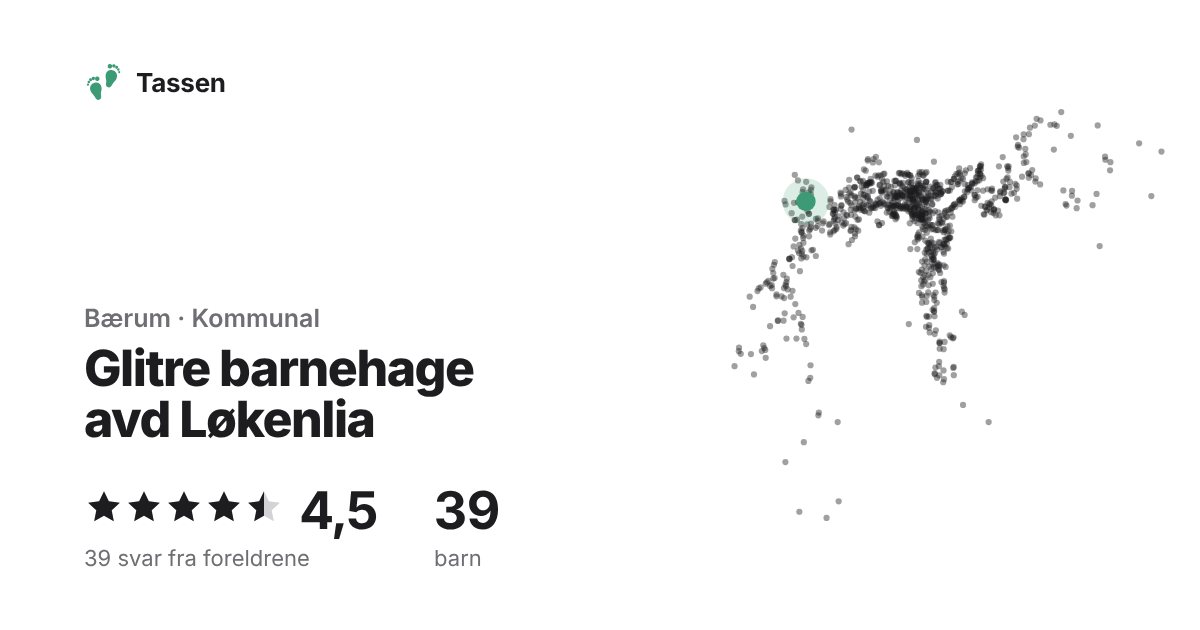 Tassen
Bærum · Kommunal
Glitre barnehage
avd Løkenlia
4,5
39 svar fra foreldrene
39
barn